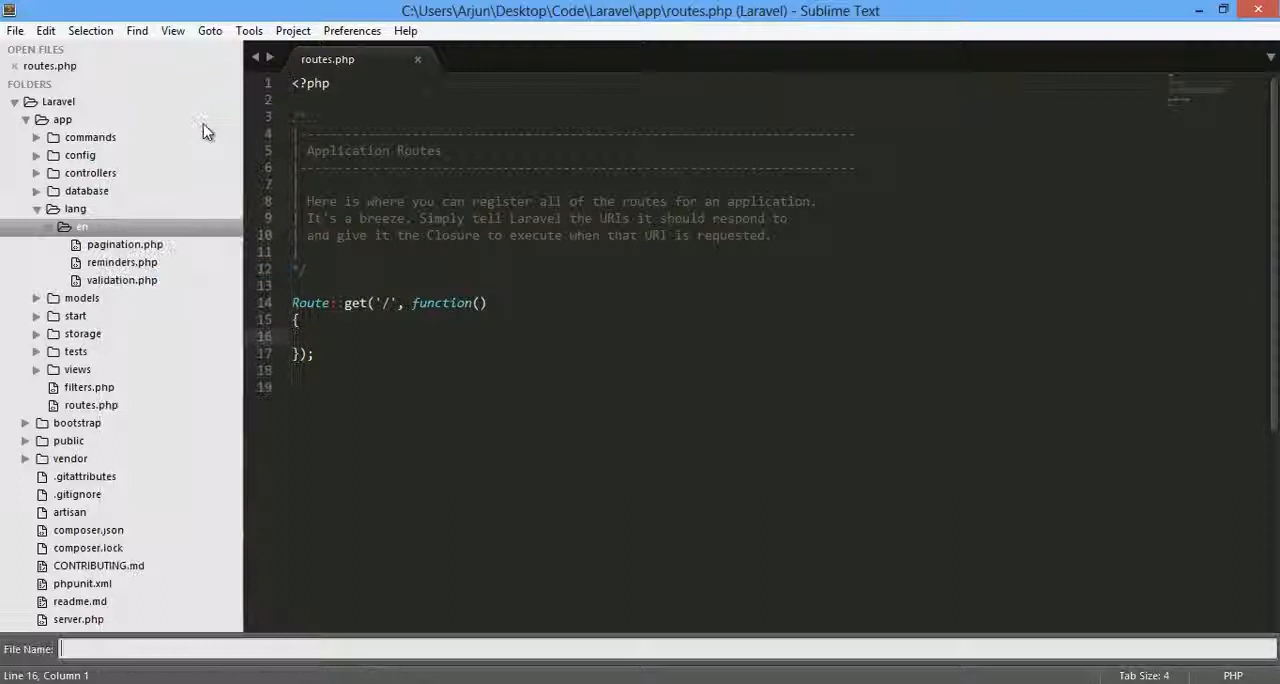 C:\Users\Arjun\Desktop\Code\Laravel\app\routes.php (Laravel) - Sublime Text
File Edit Selection Find View Goto Tools Project Preferences Help
OPEN FILES
routes.php
FOLDERS
Laravel
app
commands
config
controllers
database
lang
en
pagination.php
reminders.php
validation.php
models
start
storage
tests
views
filters.php
routes.php
bootstrap
public
vendor
.gitattributes
.gitignore
artisan
composer.json
composer.lock
CONTRIBUTING.md
phpunit.xml
readme.md
server.php
routes.php
1 <?php
2
3
4 | --------------------------------------------------------------------------
5 | Application Routes
6 | --------------------------------------------------------------------------
7 |
8 | Here is where you can register all of the routes for an application.
9 | It's a breeze. Simply tell Laravel the URIs it should respond to
10 | and give it the Closure to execute when that URI is requested.
11 |
12 */
13
14 Route::get('/', function()
15 {
16
17 });
18
19
File Name:
Line 16, Column 1
Tab Size: 4
PHP